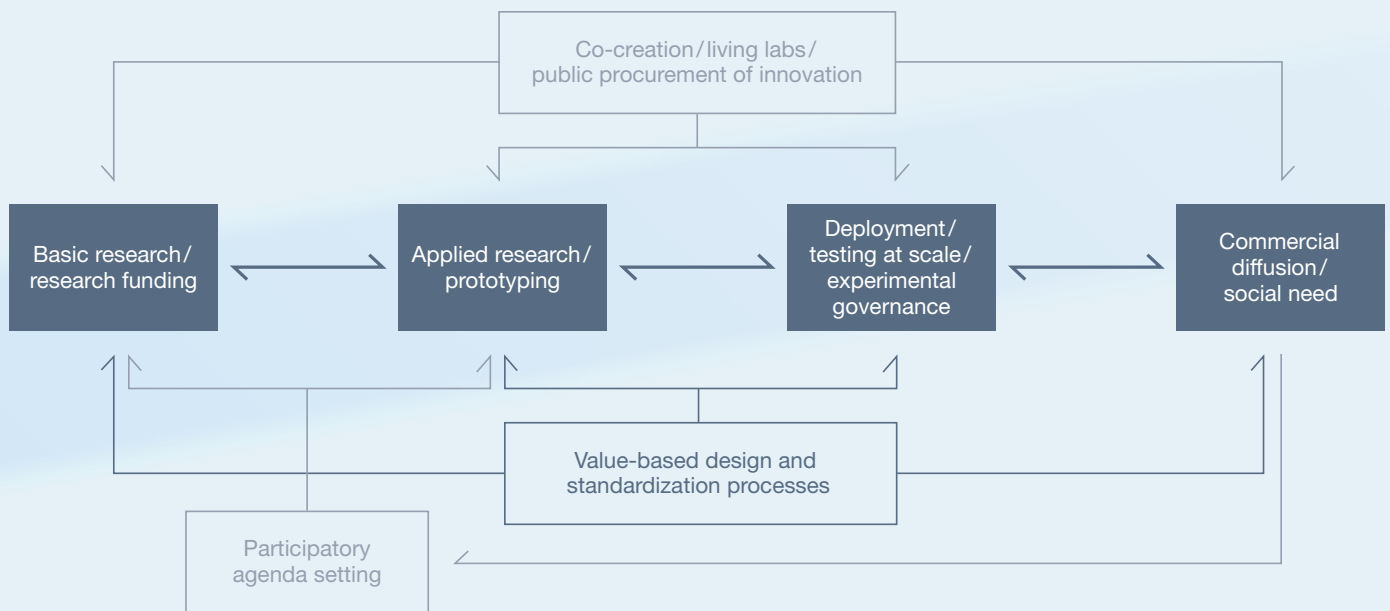 Co-creation/living labs/
public procurement of innovation
Basic research/
research funding
Applied research/
prototyping
Deployment/
testing at scale/
experimental
governance
Commercial
diffusion/
social need
Value-based design and
standardization processes
Participatory
agenda setting